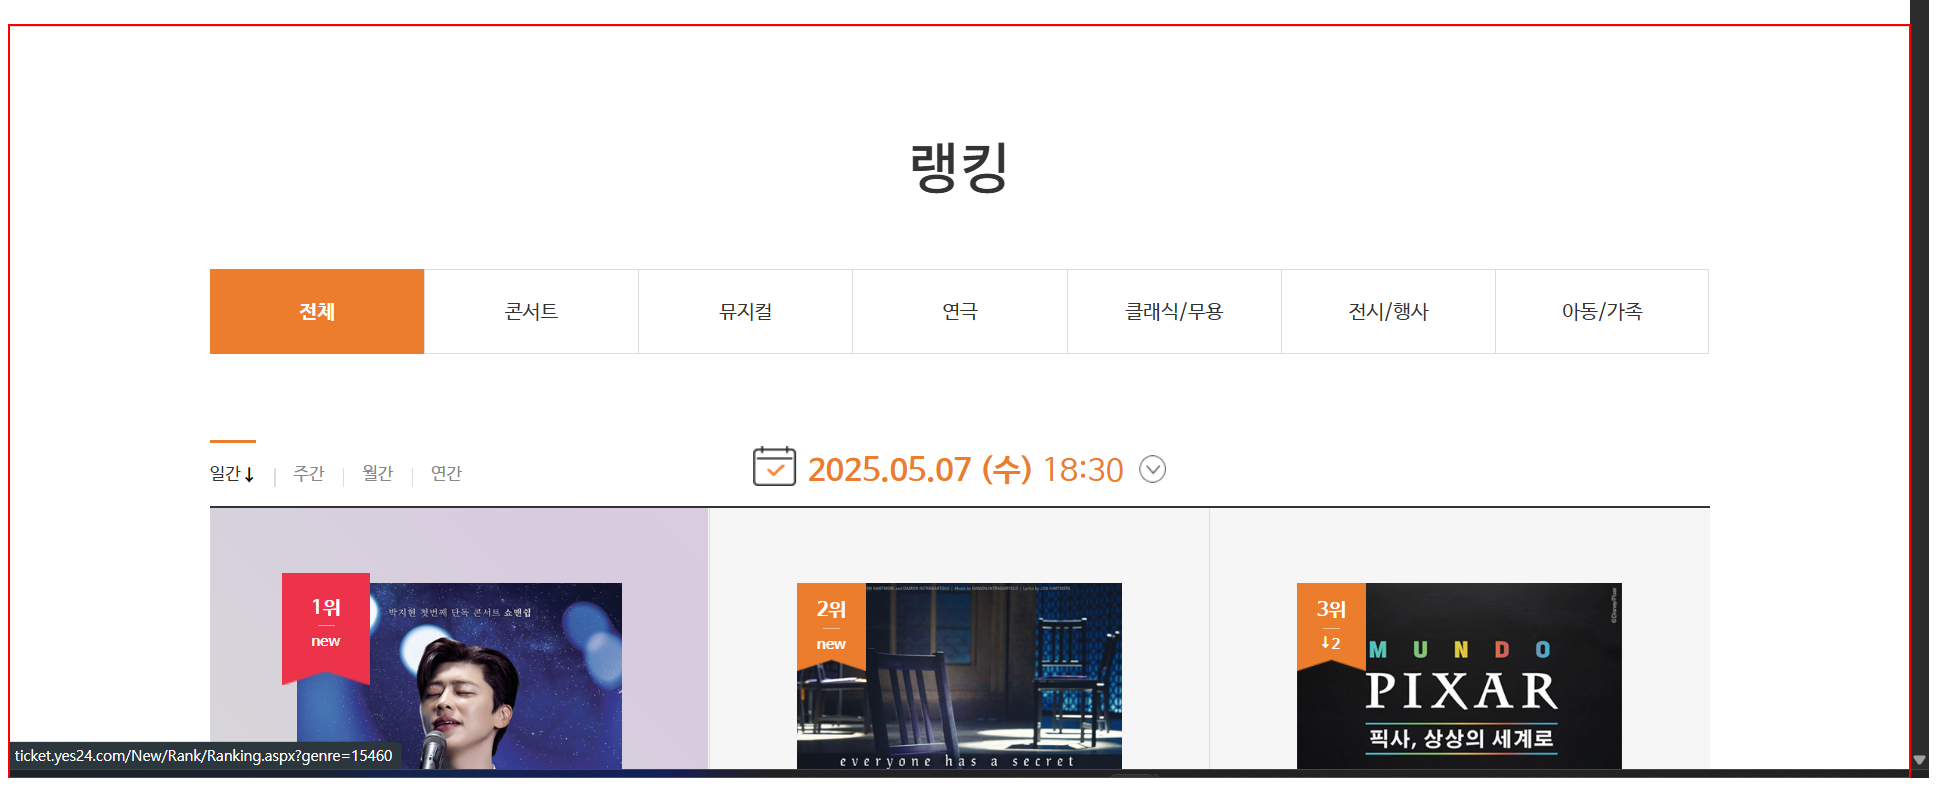 랭킹
전체
콘서트
뮤지컬
연극
클래식/무용
전시/행사
아동/가족
일간↓ | 주간 | 월간 | 연간
2025.05.07 (수) 18:30
1위
new
박지현 첫번째 단독 콘서트 쇼맨쉽
2위
new
everyone has a secret
3위
↓2
©Disney/Pixar
MUNDO
PIXAR
픽사, 상상의 세계로
ticket.yes24.com/New/Rank/Ranking.aspx?genre=15460